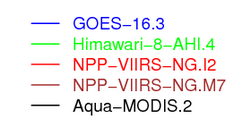 GOES−16.3
Himawari−8−AHI.4
NPP−VIIRS−NG.I2
NPP−VIIRS−NG.M7
Aqua−MODIS.2